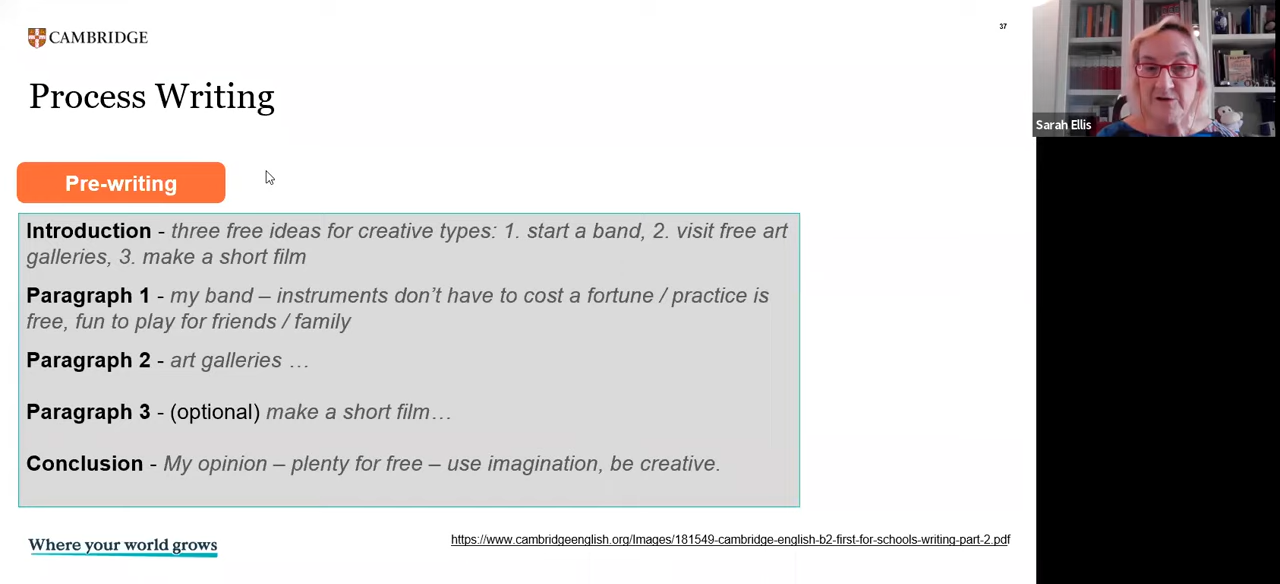 37
CAMBRIDGE
Process Writing
Sarah Ellis
Pre-writing
Introduction - three free ideas for creative types: 1. start a band, 2. visit free art
galleries, 3. make a short film
Paragraph 1 - my band – instruments don’t have to cost a fortune / practice is
free, fun to play for friends / family
Paragraph 2 - art galleries …
Paragraph 3 - (optional) make a short film…
Conclusion - My opinion – plenty for free – use imagination, be creative.
Where your world grows
https://www.cambridgeenglish.org/Images/181549-cambridge-english-b2-first-for-schools-writing-part-2.pdf